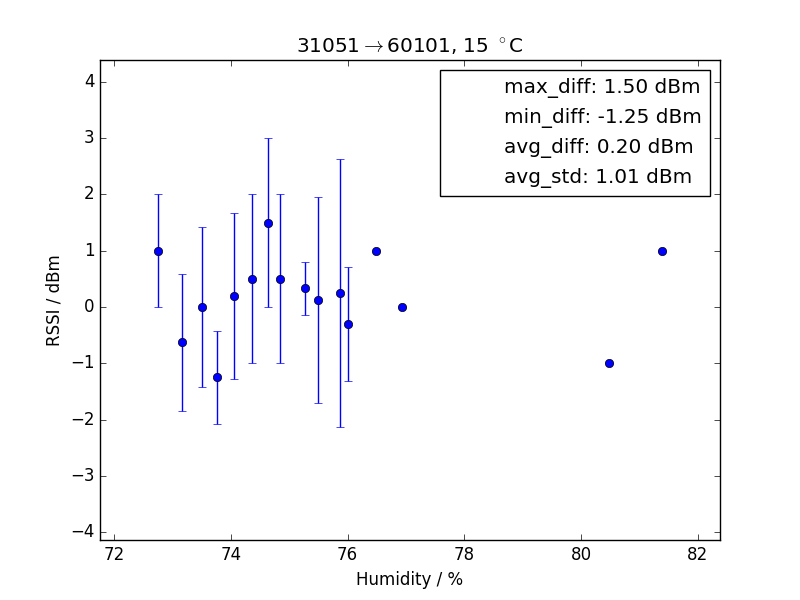 31051→60101, 15 °C
max_diff: 1.50 dBm
min_diff: -1.25 dBm
avg_diff: 0.20 dBm
avg_std: 1.01 dBm
RSSI / dBm
4
3
2
1
0
−1
−2
−3
−4
72 74 76 78 80 82
Humidity / %